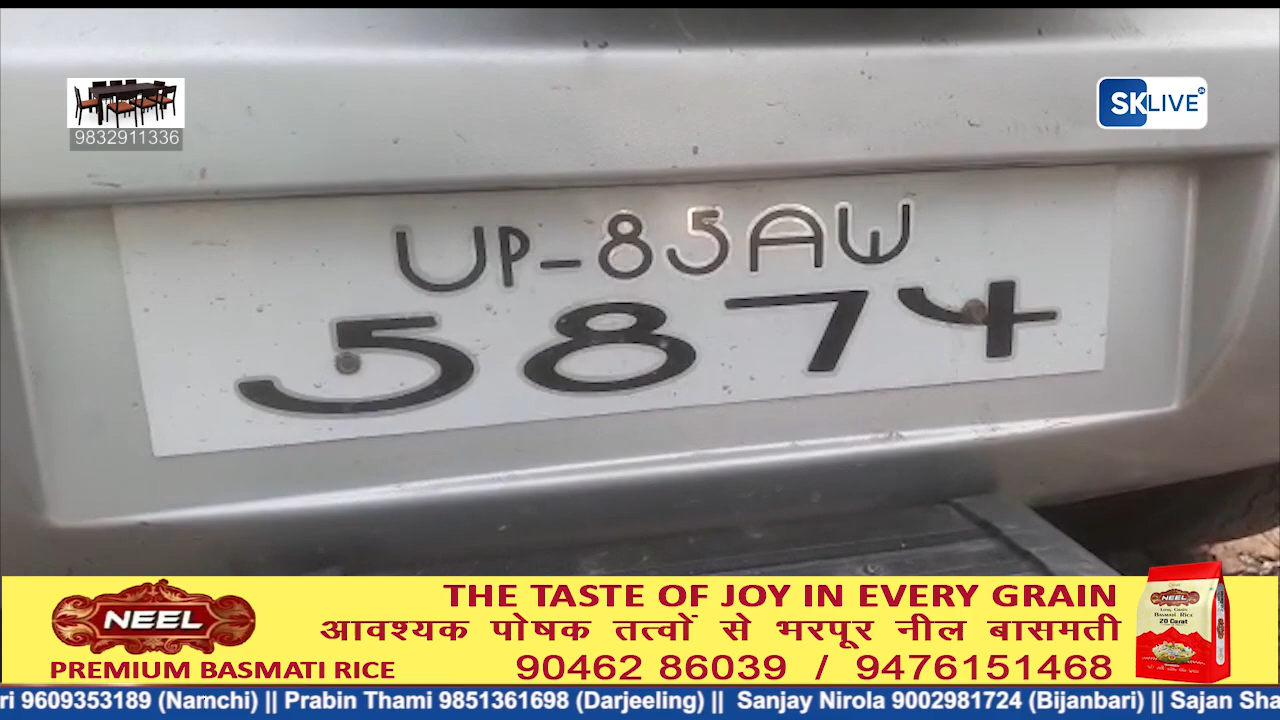 9832911336
SKLIVE
UP-85AW
5874
NEEL
PREMIUM BASMATI RICE
THE TASTE OF JOY IN EVERY GRAIN
आवश्यक पोषक तत्वों से भरपूर नील बासमती
90462 86039 / 9476151468
NEEL
BASMATI RICE
20 Carat
ri 9609353189 (Namchi) || Prabin Thami 9851361698 (Darjeeling) || Sanjay Nirola 9002981724 (Bijanbari) || Sajan Sha